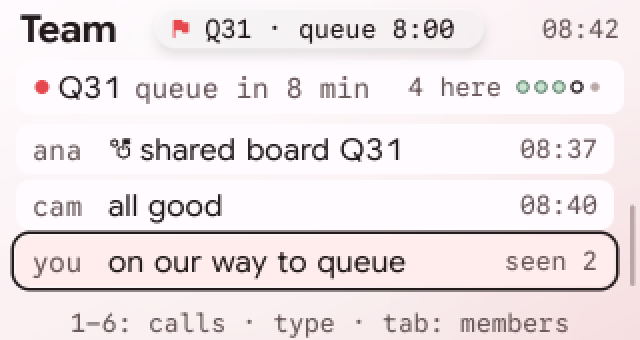 Team Q31 · queue 8:00 08:42
Q31 queue in 8 min 4 here
ana shared board Q31 08:37
cam all good 08:40
you on our way to queue seen 2
1–6: calls · type · tab: members